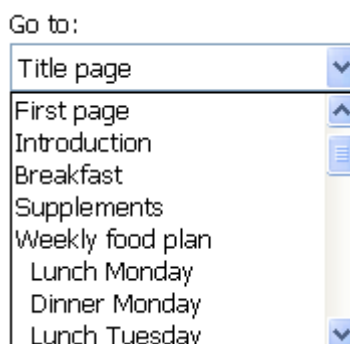 Go to:
Title page
First page
Introduction
Breakfast
Supplements
Weekly food plan
Lunch Monday
Dinner Monday
Lunch Tuesday